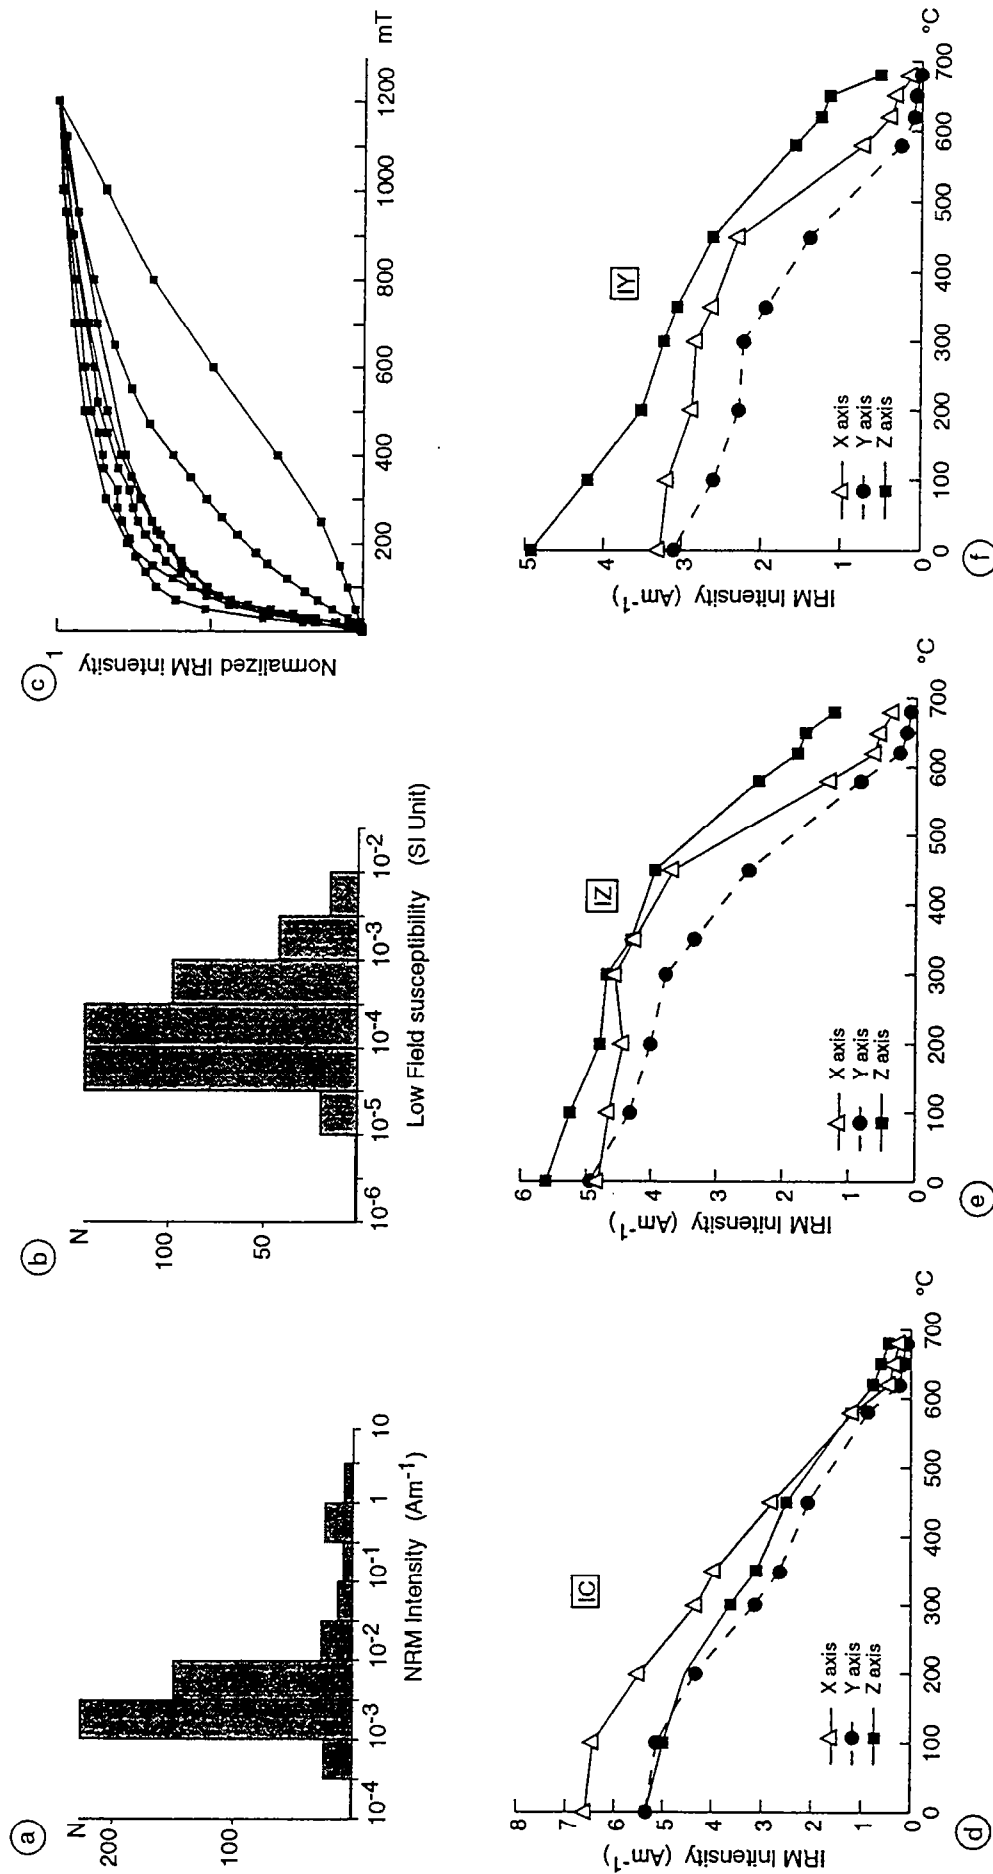 a
N
200
100
10-4
10-3
10-2
10-1
1
10
NRM Intensity (Am-1)
b
N
100
50
10-6
10-5
10-4
10-3
10-2
Low Field susceptibility (SI Unit)
c
1
Normalized IRM intensity
200
400
600
800
1000
1200
mT
d
IRM Initensity (Am-1)
8
7
6
5
4
3
2
1
0
0
100
200
300
400
500
600
700
°C
IC
X axis
Y axis
Z axis
e
IRM Initensity (Am-1)
6
5
4
3
2
1
0
0
100
200
300
400
500
600
700
°C
IZ
X axis
Y axis
Z axis
f
IRM Initensity (Am-1)
5
4
3
2
1
0
0
100
200
300
400
500
600
700
°C
IY
X axis
Y axis
Z axis